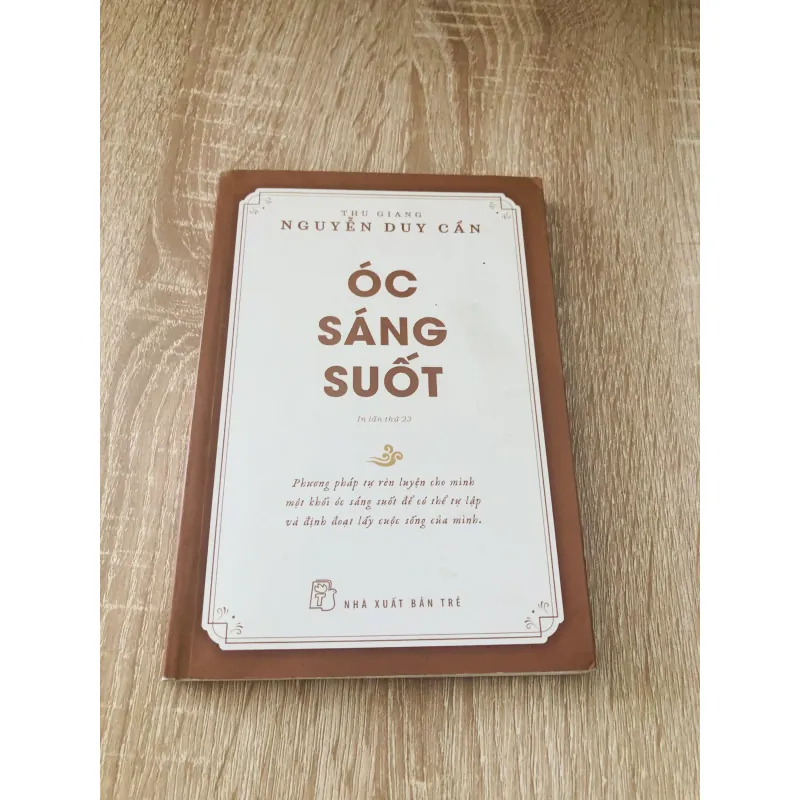 THU GIANG
NGUYỄN DUY CẦN
ÓC
SÁNG
SUỐT
In lần thứ 23
Phương pháp tự rèn luyện cho mình
một khối óc sáng suốt để có thể tự lập
và định đoạt lấy cuộc sống của mình.
NHÀ XUẤT BẢN TRẺ